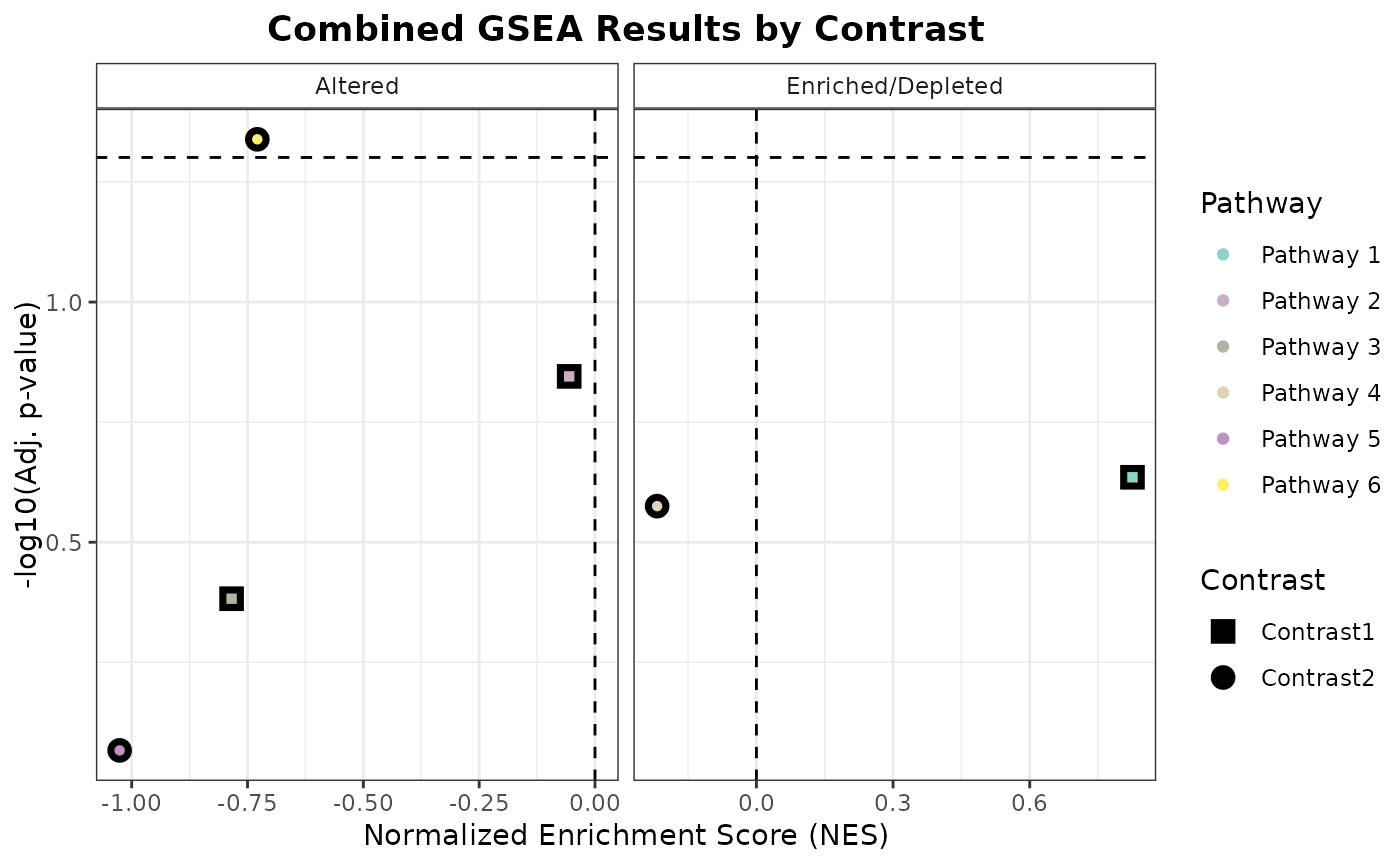 Combined GSEA Results by Contrast
Altered
Enriched/Depleted
-log10(Adj. p-value)
1.0
0.5
-1.00
-0.75
-0.50
-0.25
0.00
0.0
0.3
0.6
Normalized Enrichment Score (NES)
Pathway
Pathway 1
Pathway 2
Pathway 3
Pathway 4
Pathway 5
Pathway 6
Contrast
Contrast1
Contrast2